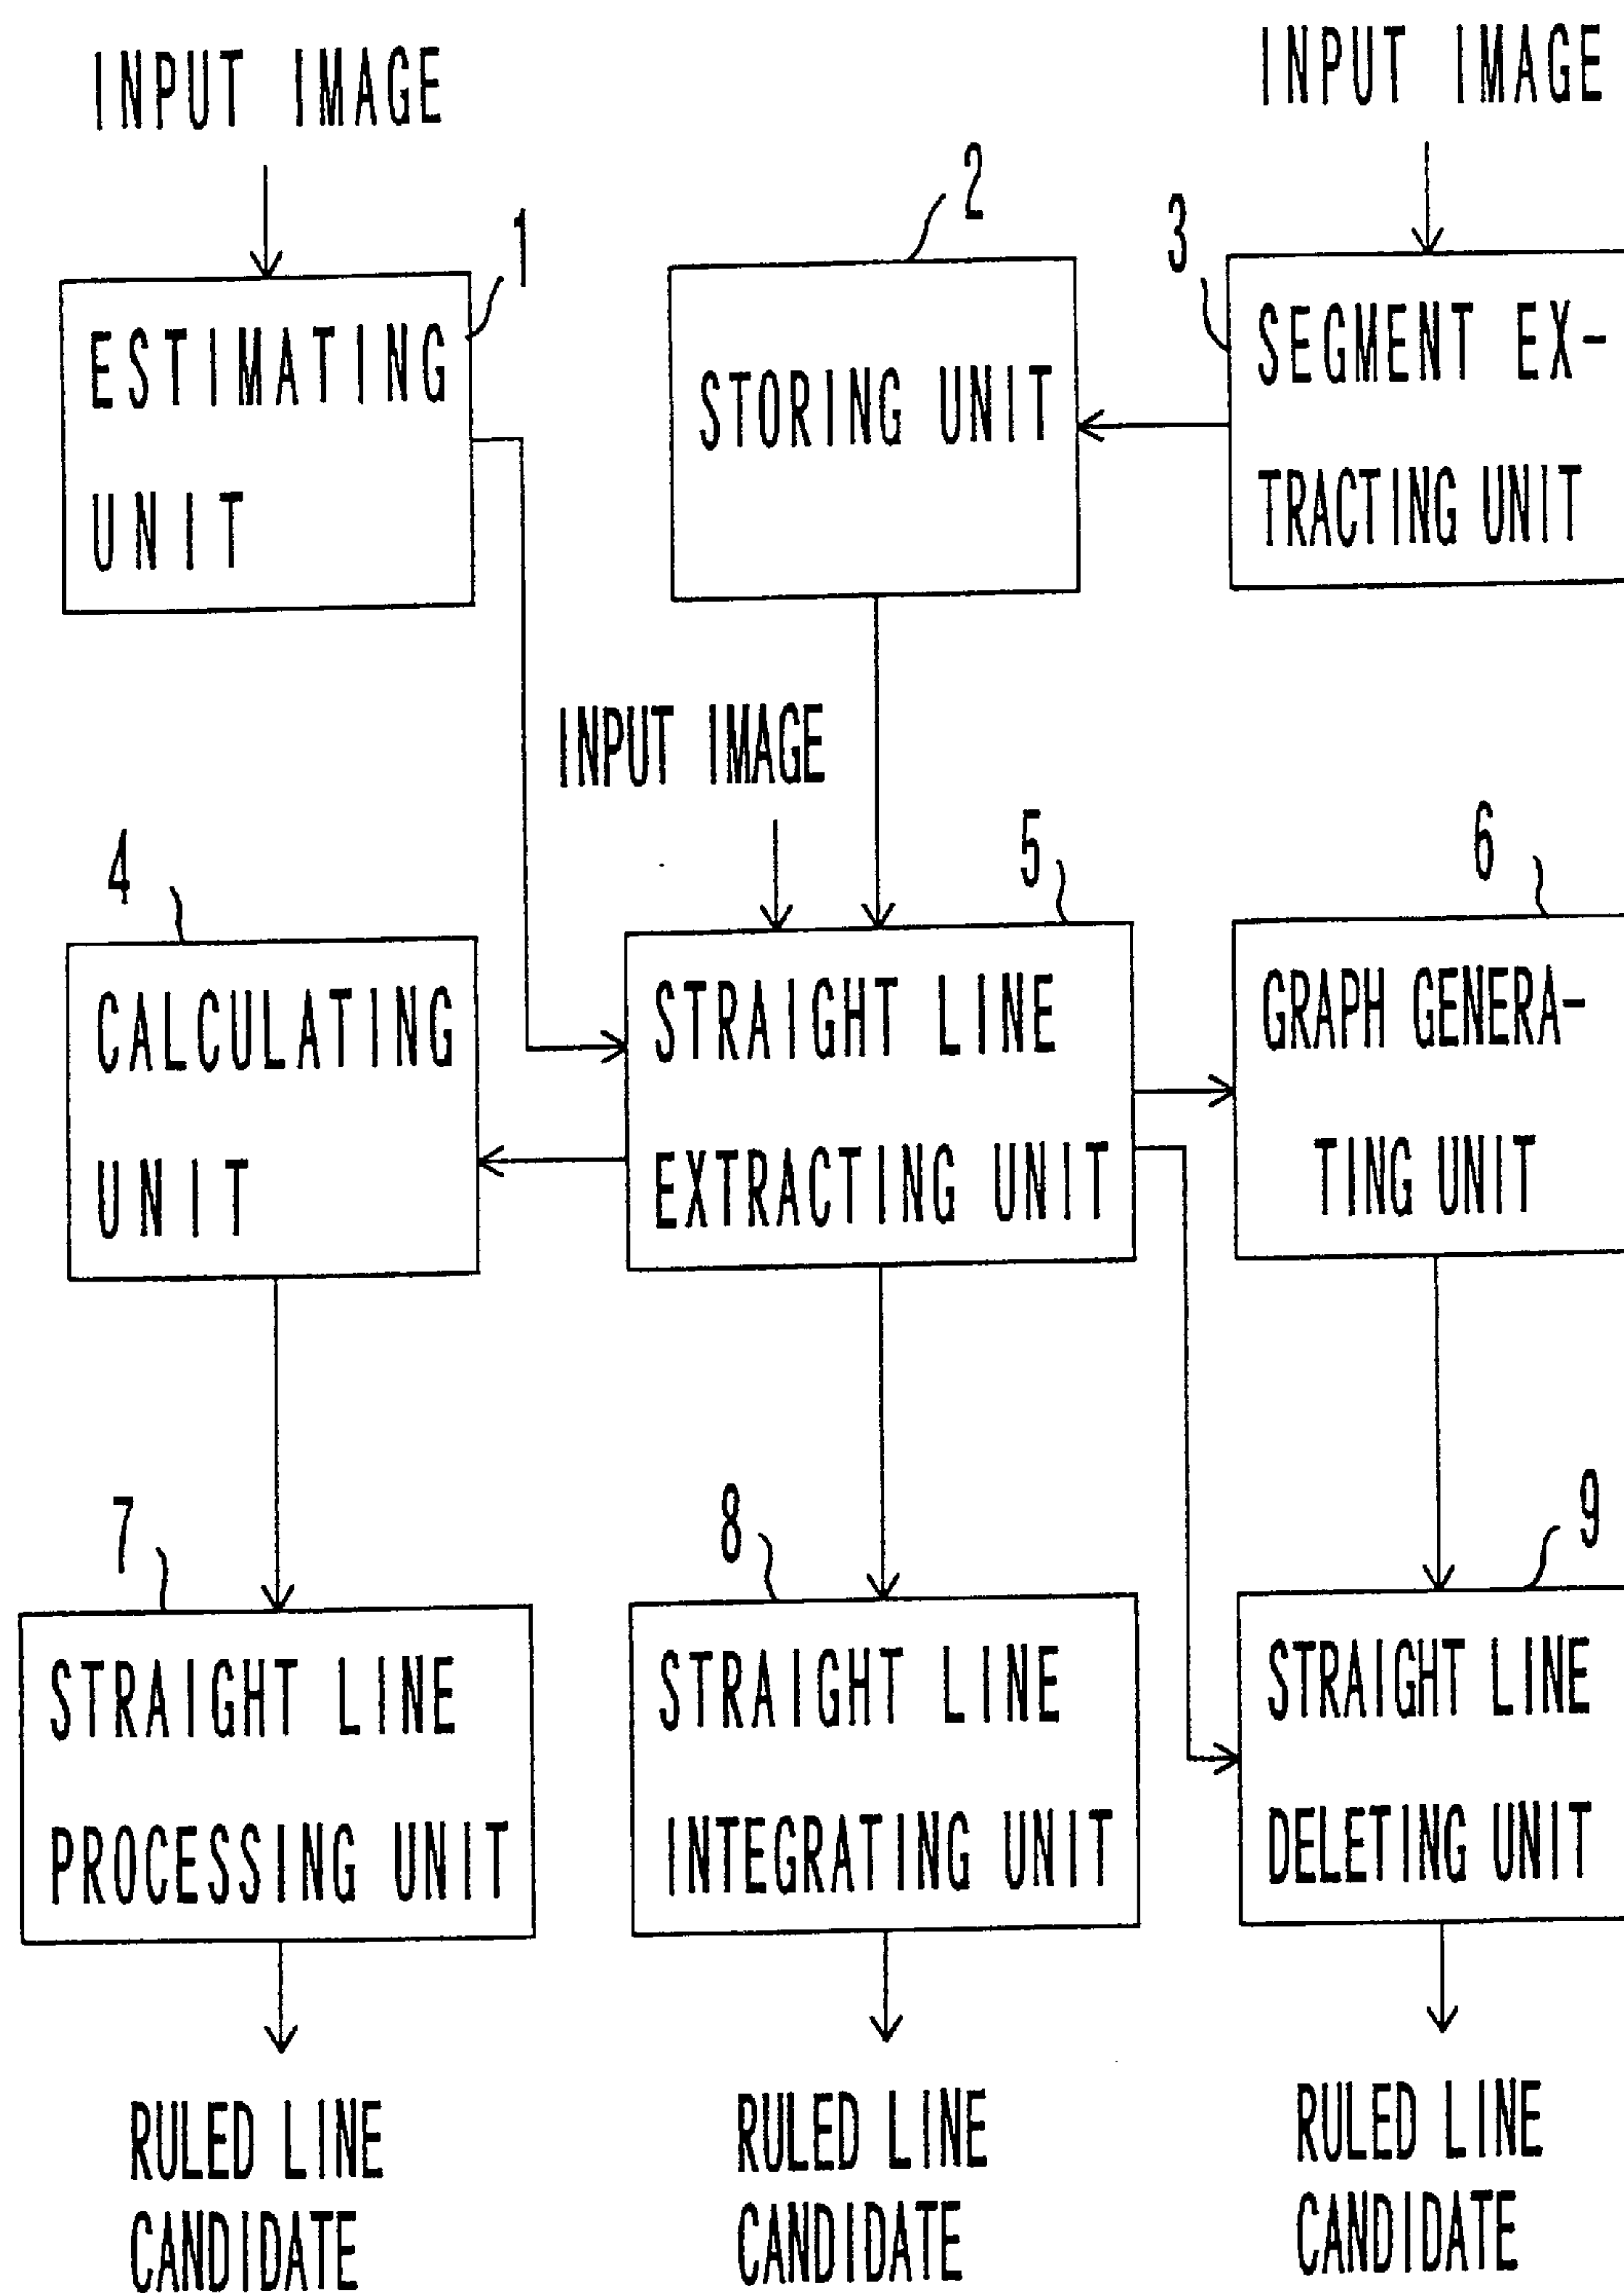 INPUT IMAGE
INPUT IMAGE
1
2
3
ESTIMATING
UNIT
STORING UNIT
SEGMENT EX-
TRACTING UNIT
INPUT IMAGE
4
5
6
CALCULATING
UNIT
STRAIGHT LINE
EXTRACTING UNIT
GRAPH GENERA-
TING UNIT
7
8
9
STRAIGHT LINE
PROCESSING UNIT
STRAIGHT LINE
INTEGRATING UNIT
STRAIGHT LINE
DELETING UNIT
RULED LINE
CANDIDATE
RULED LINE
CANDIDATE
RULED LINE
CANDIDATE